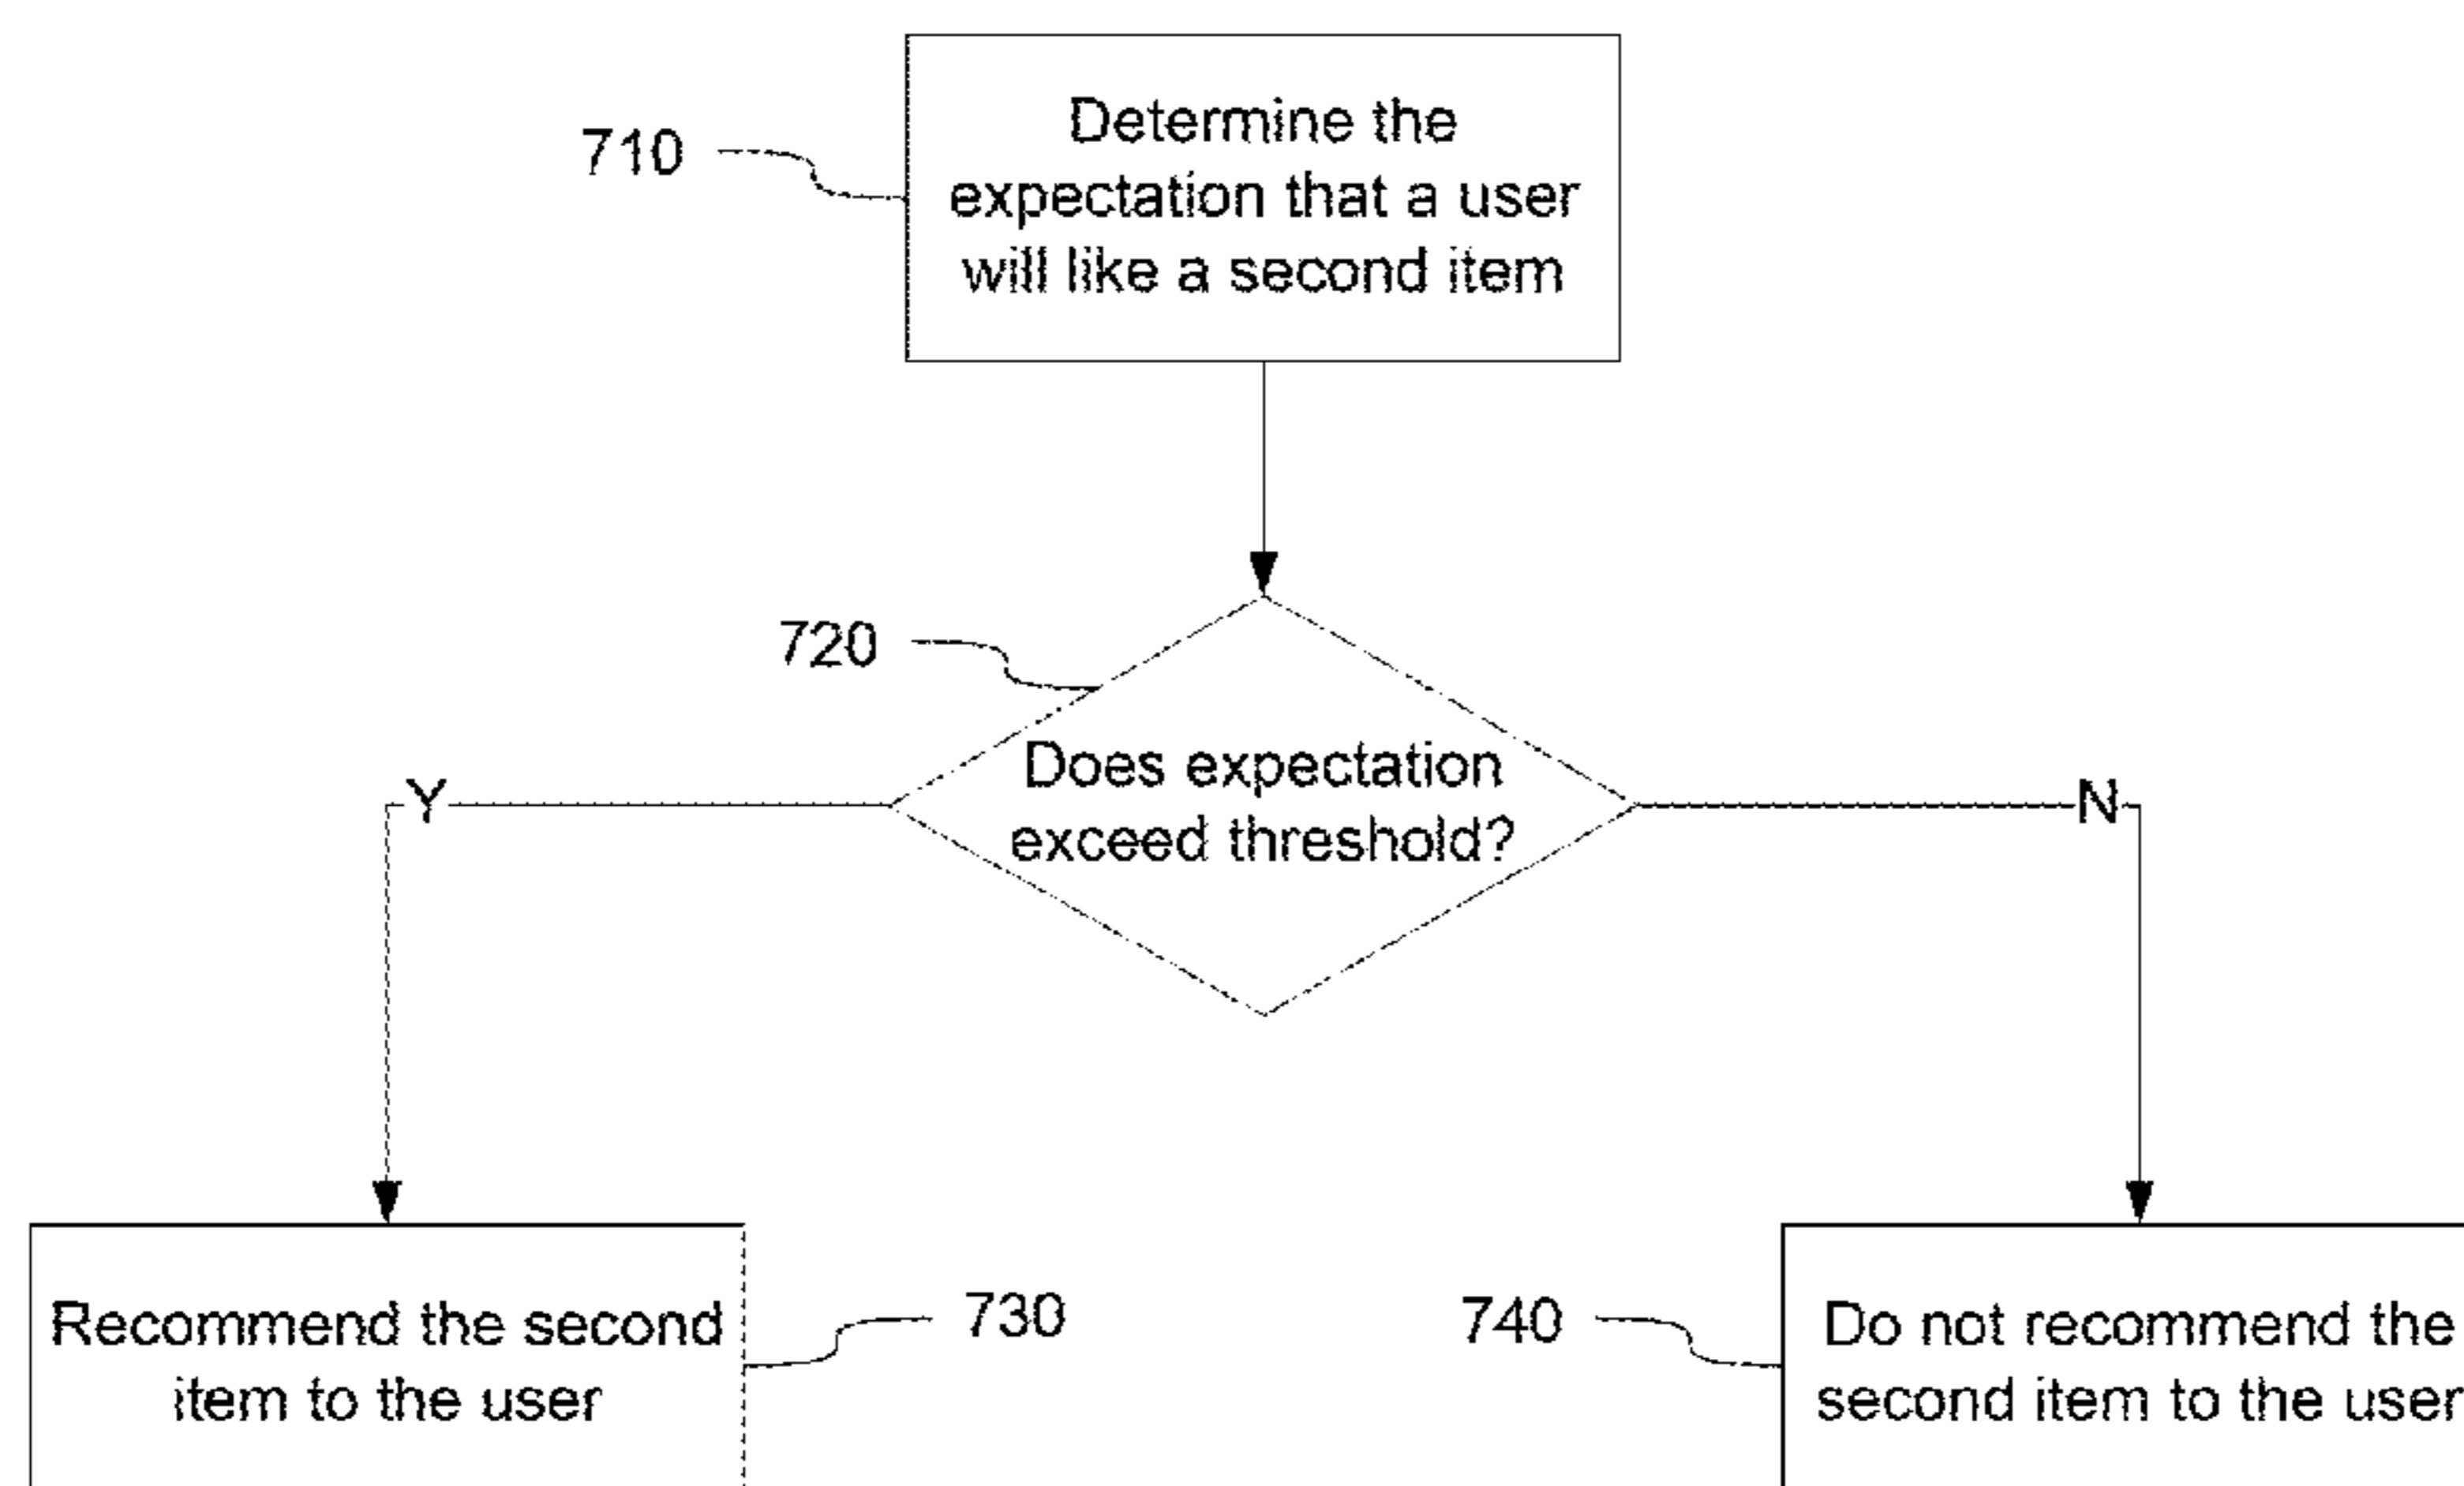 710
Determine the
expectation that a user
will like a second item
720
Does expectation
exceed threshold?
Y
N
Recommend the second
item to the user
730
740
Do not recommend the
second item to the user